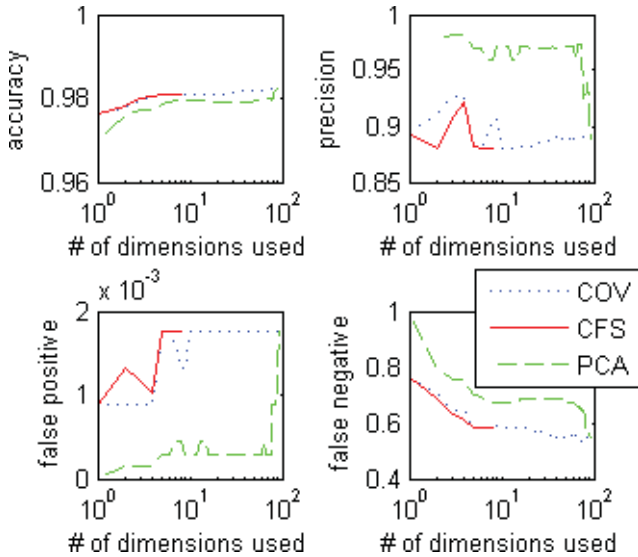 1
0.98
0.96
accuracy
10^0
10^1
10^2
# of dimensions used
1
0.95
0.9
0.85
precision
10^0
10^1
10^2
# of dimensions used
x 10^-3
2
1
0
false positive
10^0
10^1
10^2
# of dimensions used
1
0.8
0.6
0.4
false negative
10^0
10^1
10^2
# of dimensions used
COV
CFS
PCA